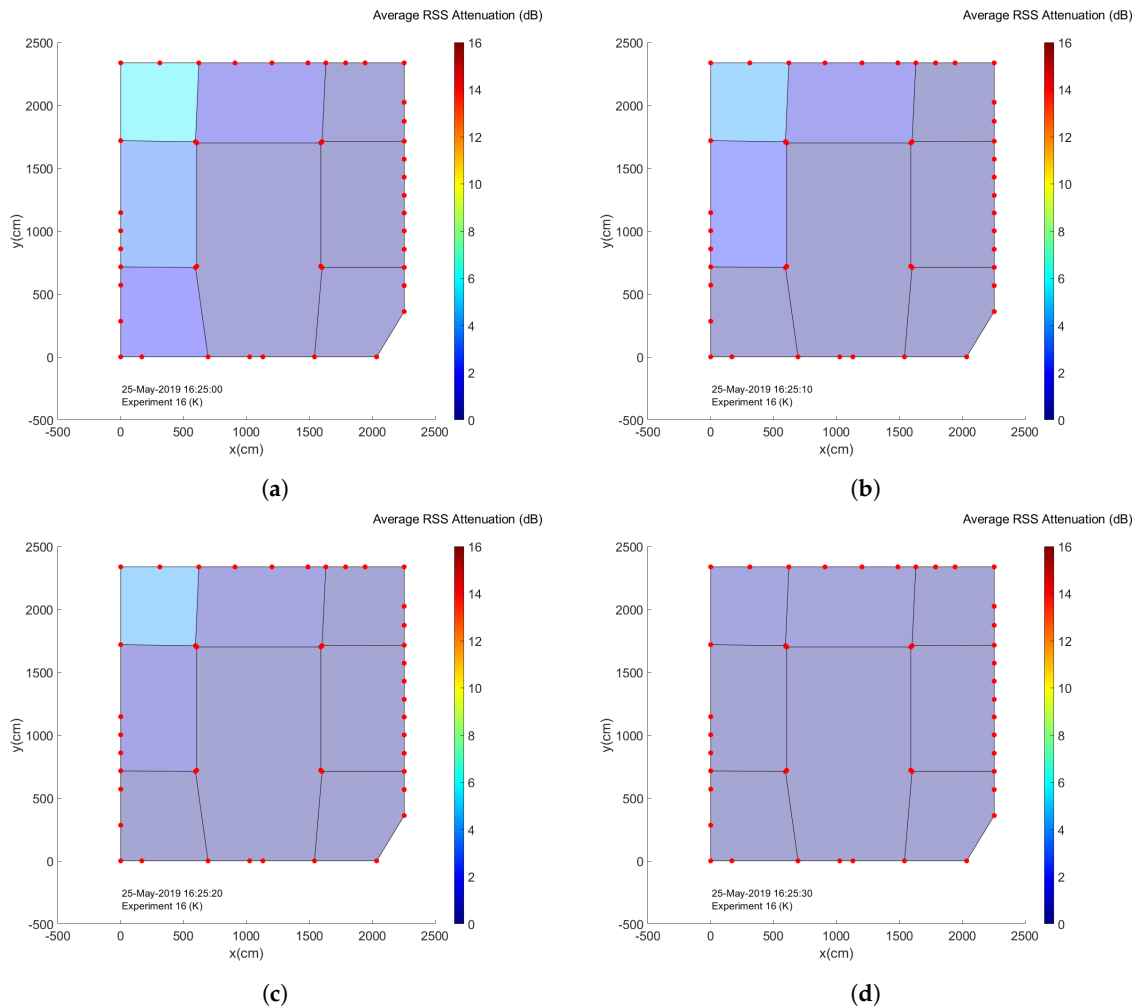 Average RSS Attenuation (dB)
2500
2000
1500
1000
500
0
-500
y(cm)
-500 0 500 1000 1500 2000 2500
x(cm)
16
14
12
10
8
6
4
2
0
25-May-2019 16:25:00
Experiment 16 (K)
(a)
Average RSS Attenuation (dB)
2500
2000
1500
1000
500
0
-500
y(cm)
-500 0 500 1000 1500 2000 2500
x(cm)
16
14
12
10
8
6
4
2
0
25-May-2019 16:25:10
Experiment 16 (K)
(b)
Average RSS Attenuation (dB)
2500
2000
1500
1000
500
0
-500
y(cm)
-500 0 500 1000 1500 2000 2500
x(cm)
16
14
12
10
8
6
4
2
0
25-May-2019 16:25:20
Experiment 16 (K)
(c)
Average RSS Attenuation (dB)
2500
2000
1500
1000
500
0
-500
y(cm)
-500 0 500 1000 1500 2000 2500
x(cm)
16
14
12
10
8
6
4
2
0
25-May-2019 16:25:30
Experiment 16 (K)
(d)